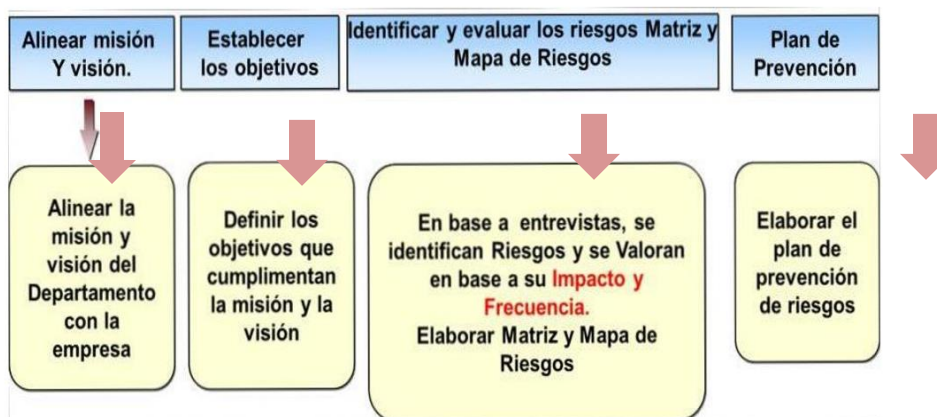 Alinear misión
Y visión.
Establecer
los objetivos
Identificar y evaluar los riesgos Matriz y
Mapa de Riesgos
Plan de
Prevención
Alinear la
misión y
visión del
Departamento
con la
empresa
Definir los
objetivos que
cumplimentan
la misión y la
visión
En base a entrevistas, se
identifican Riesgos y se Valoran
en base a su Impacto y
Frecuencia.
Elaborar Matriz y Mapa de
Riesgos
Elaborar el
plan de
prevención
de riesgos